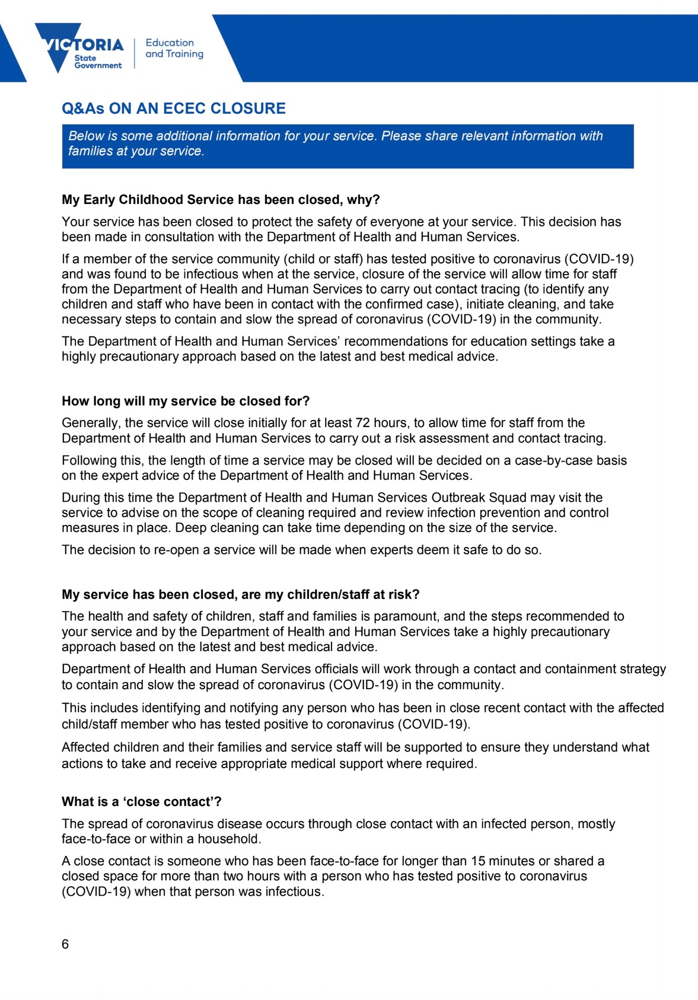 VICTORIA
State
Government
Education
and Training
Q&As ON AN ECEC CLOSURE
Below is some additional information for your service. Please share relevant information with
families at your service.
My Early Childhood Service has been closed, why?
Your service has been closed to protect the safety of everyone at your service. This decision has
been made in consultation with the Department of Health and Human Services.
If a member of the service community (child or staff) has tested positive to coronavirus (COVID-19)
and was found to be infectious when at the service, closure of the service will allow time for staff
from the Department of Health and Human Services to carry out contact tracing (to identify any
children and staff who have been in contact with the confirmed case), initiate cleaning, and take
necessary steps to contain and slow the spread of coronavirus (COVID-19) in the community.
The Department of Health and Human Services’ recommendations for education settings take a
highly precautionary approach based on the latest and best medical advice.
How long will my service be closed for?
Generally, the service will close initially for at least 72 hours, to allow time for staff from the
Department of Health and Human Services to carry out a risk assessment and contact tracing.
Following this, the length of time a service may be closed will be decided on a case-by-case basis
on the expert advice of the Department of Health and Human Services.
During this time the Department of Health and Human Services Outbreak Squad may visit the
service to advise on the scope of cleaning required and review infection prevention and control
measures in place. Deep cleaning can take time depending on the size of the service.
The decision to re-open a service will be made when experts deem it safe to do so.
My service has been closed, are my children/staff at risk?
The health and safety of children, staff and families is paramount, and the steps recommended to
your service and by the Department of Health and Human Services take a highly precautionary
approach based on the latest and best medical advice.
Department of Health and Human Services officials will work through a contact and containment strategy
to contain and slow the spread of coronavirus (COVID-19) in the community.
This includes identifying and notifying any person who has been in close recent contact with the affected
child/staff member who has tested positive to coronavirus (COVID-19).
Affected children and their families and service staff will be supported to ensure they understand what
actions to take and receive appropriate medical support where required.
What is a ‘close contact’?
The spread of coronavirus disease occurs through close contact with an infected person, mostly
face-to-face or within a household.
A close contact is someone who has been face-to-face for longer than 15 minutes or shared a
closed space for more than two hours with a person who has tested positive to coronavirus
(COVID-19) when that person was infectious.
6